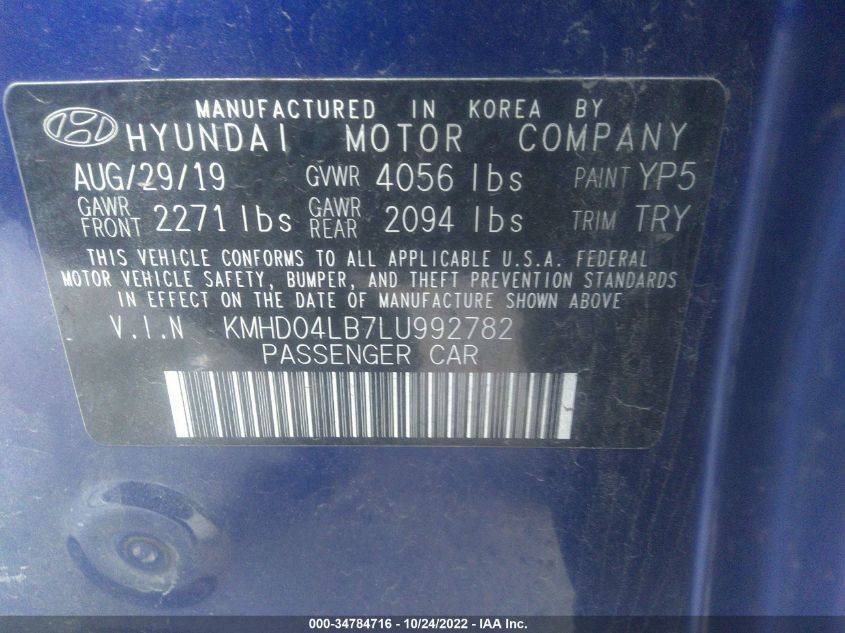 MANUFACTURED IN KOREA BY
HYUNDAI MOTOR COMPANY
AUG/29/19 GVWR 4056 lbs PAINT YP5
GAWR FRONT 2271 lbs GAWR REAR 2094 lbs TRIM TRY
THIS VEHICLE CONFORMS TO ALL APPLICABLE U.S.A. FEDERAL
MOTOR VEHICLE SAFETY, BUMPER, AND THEFT PREVENTION STANDARDS
IN EFFECT ON THE DATE OF MANUFACTURE SHOWN ABOVE
V.I.N KMHD04LB7LU992782
PASSENGER CAR
000-34784716 - 10/24/2022 - IAA Inc.